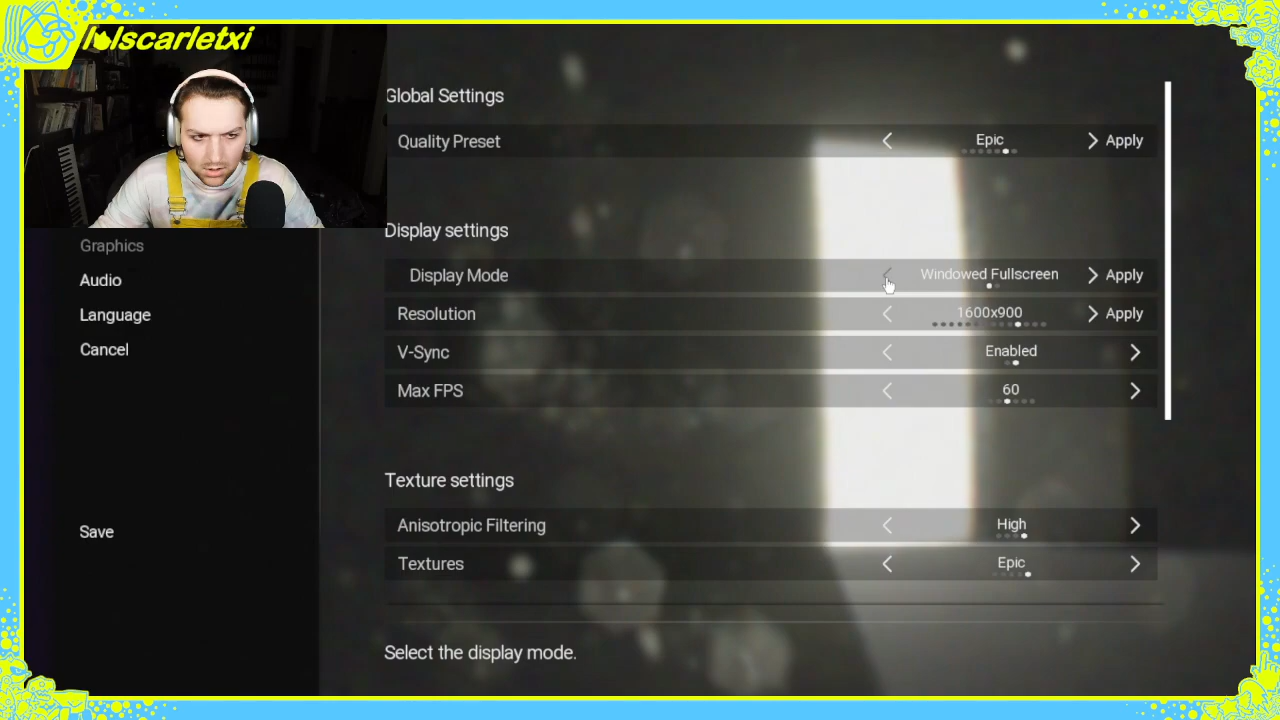 lolscarletxi
Global Settings
Quality Preset
Epic
Apply
Display settings
Graphics
Display Mode
Windowed Fullscreen
Apply
Audio
Resolution
1600x900
Apply
Language
V-Sync
Enabled
Cancel
Max FPS
60
Texture settings
Anisotropic Filtering
High
Save
Textures
Epic
Select the display mode.